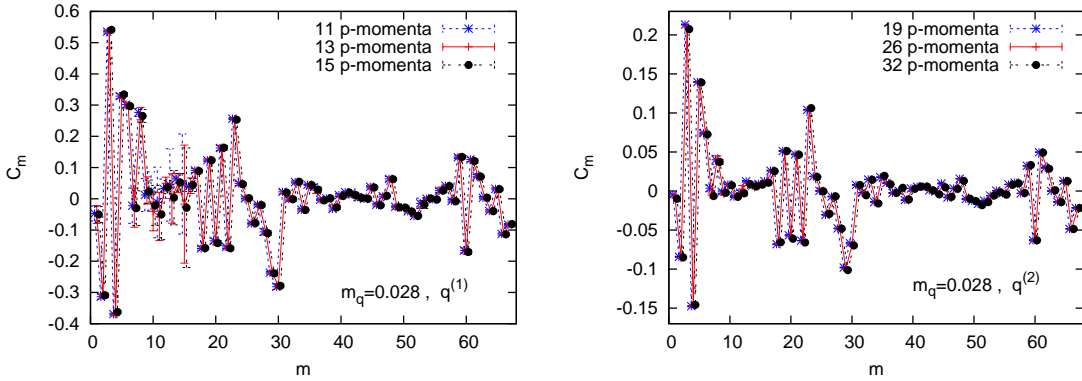 C_m
0.6
0.5
0.4
0.3
0.2
0.1
0
-0.1
-0.2
-0.3
-0.4
11 p-momenta
13 p-momenta
15 p-momenta
m_q=0.028 , q^(1)
0 10 20 30 40 50 60
m
C_m
0.20
0.15
0.10
0.05
0
-0.05
-0.10
-0.15
19 p-momenta
26 p-momenta
32 p-momenta
m_q=0.028 , q^(2)
0 10 20 30 40 50 60
m